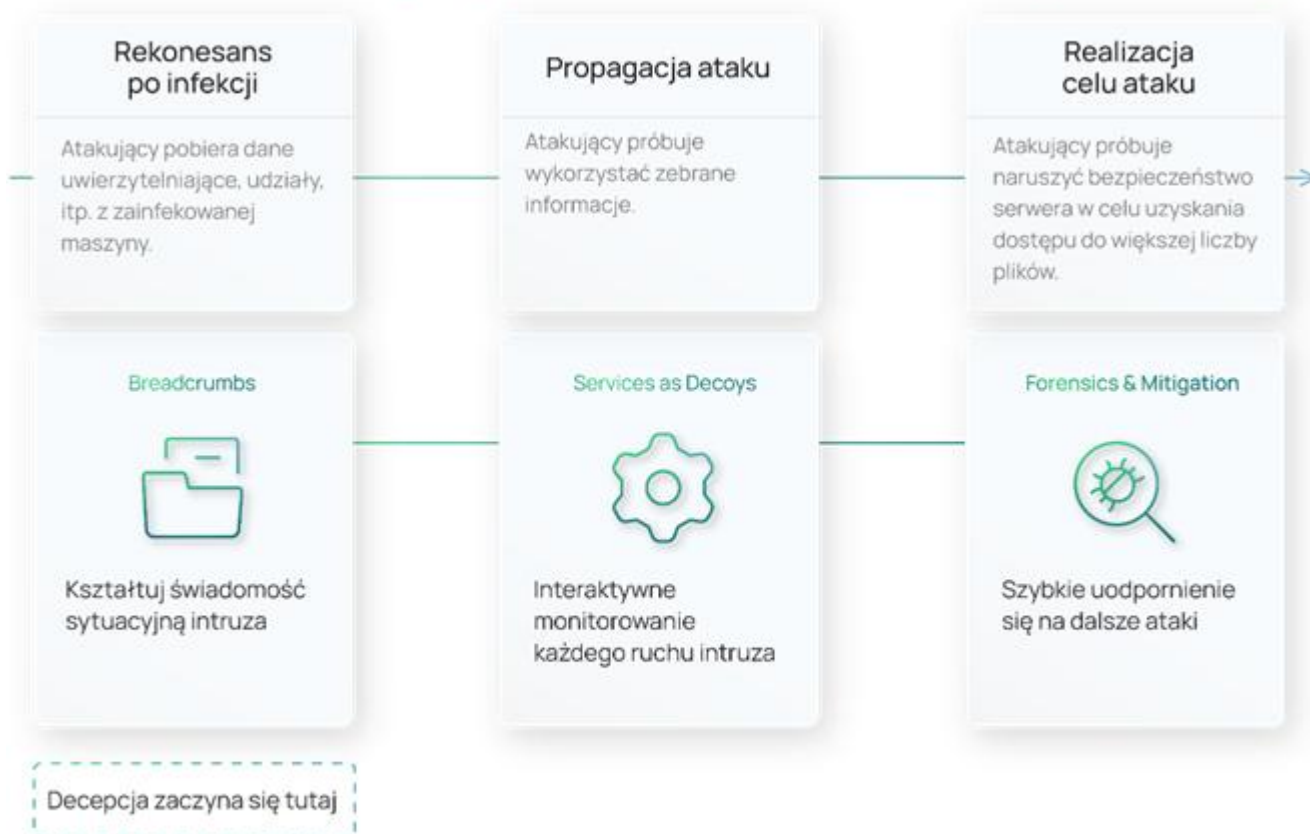 Rekonesans
po infekcji
Atakujący pobiera dane
uwierzytelniające, udziały,
itp. z zainfekowanej
maszyny.
Propagacja ataku
Atakujący próbuje
wykorzystać zebrane
informacje.
Realizacja
celu ataku
Atakujący próbuje
naruszyć bezpieczeństwo
serwera w celu uzyskania
dostępu do większej liczby
plików.
Breadcrumbs
Kształtuj świadomość
sytuacyjną intruza
Services as Decoys
Interaktywne
monitorowanie
każdego ruchu intruza
Forensics & Mitigation
Szybkie uodpornienie
się na dalsze ataki
Decepcja zaczyna się tutaj